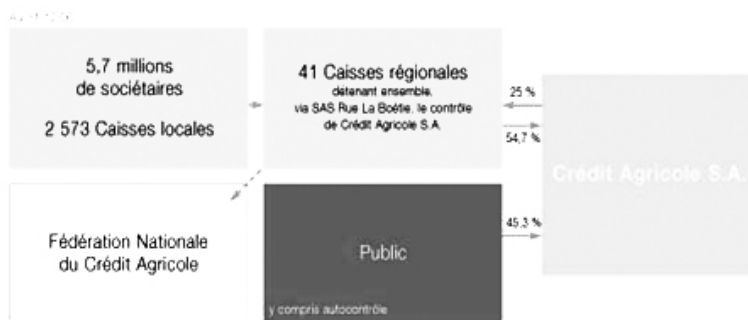 5,7 millions
de sociétaires
2 573 Caisses locales
41 Caisses régionales
détenant ensemble,
via SAS Rue La Boétie, le contrôle
de Crédit Agricole S.A.
25 %
54,7 %
Crédit Agricole S.A.
Fédération Nationale
du Crédit Agricole
Public
y compris autocontrôle
45,3 %